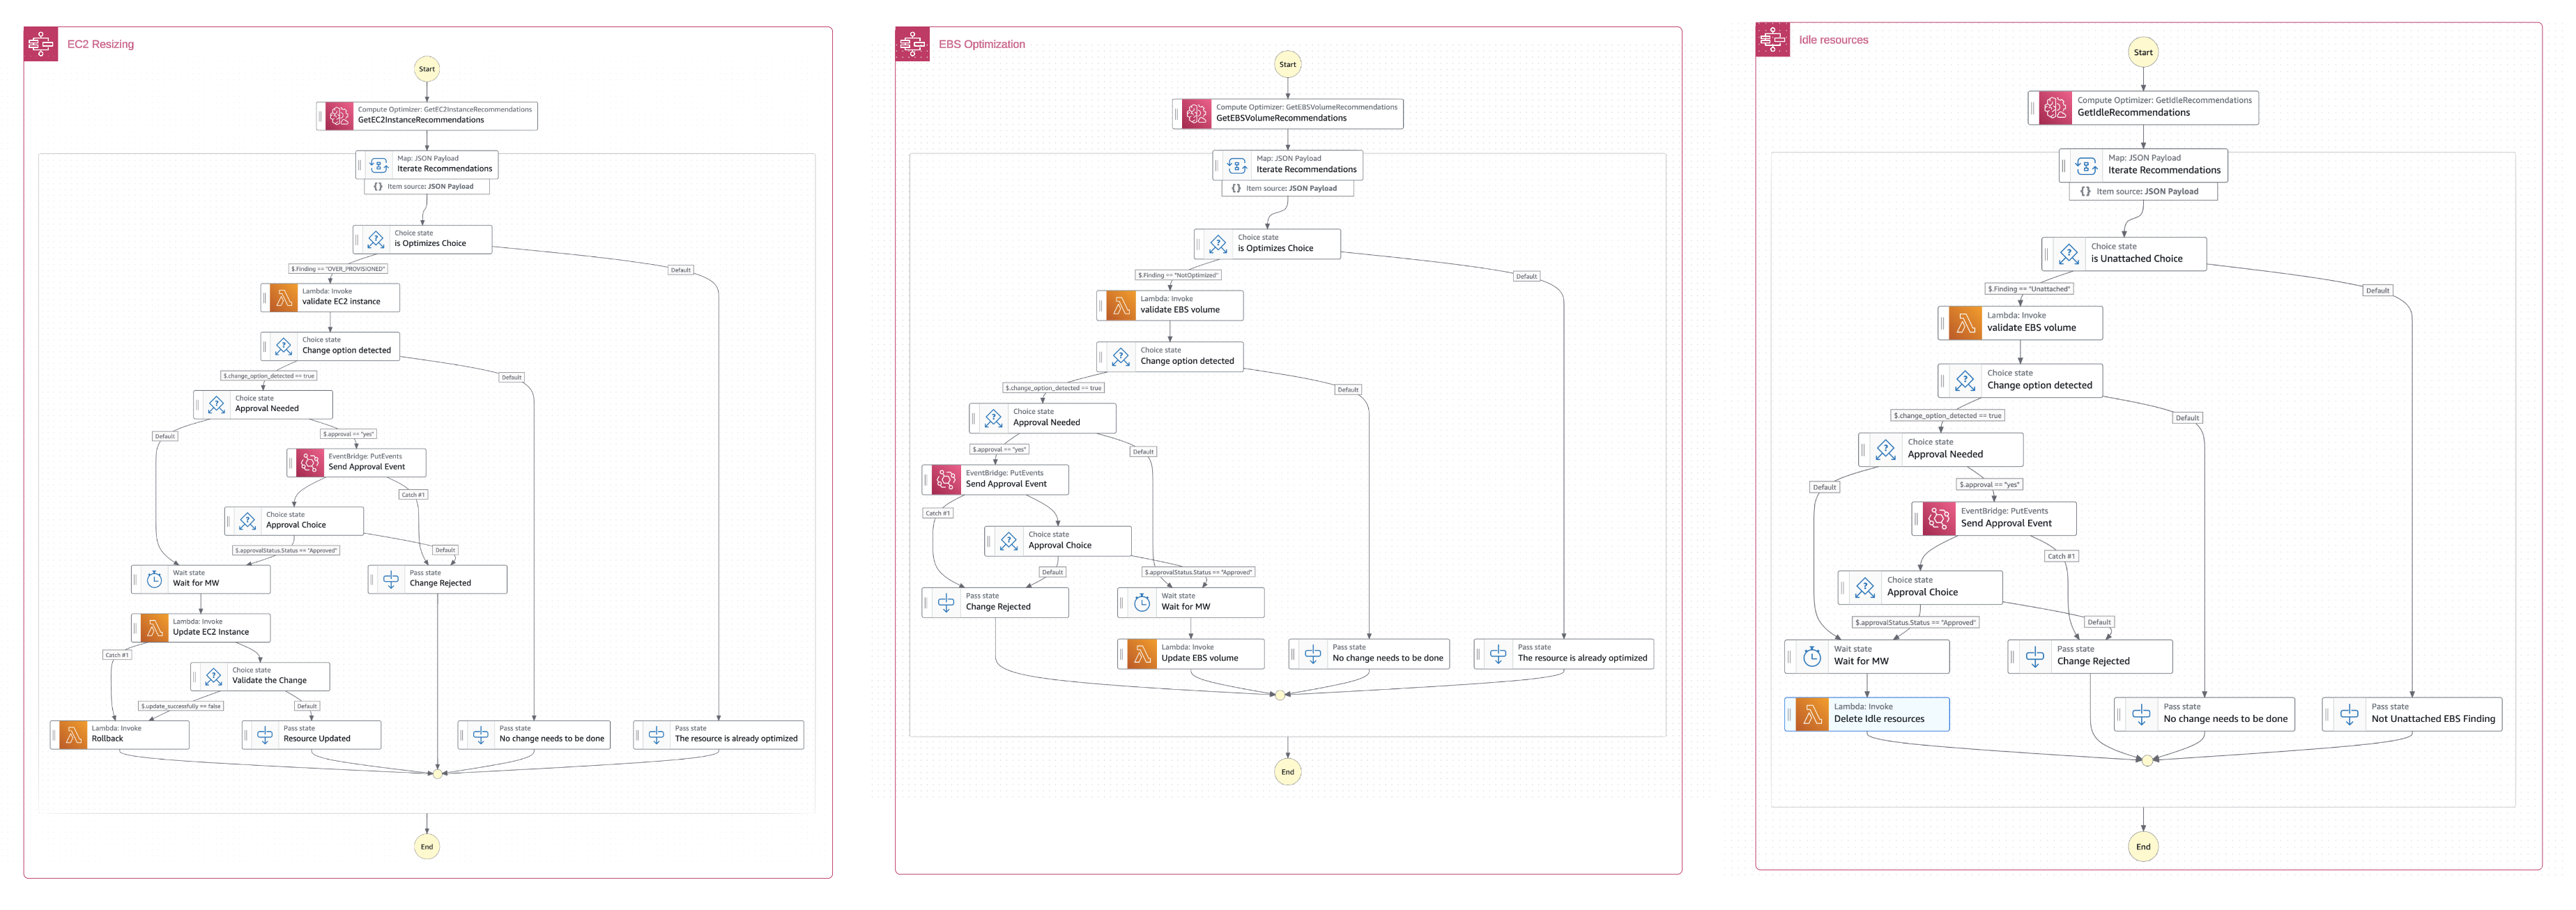 EC2 Resizing
Start
Compute Optimizer: GetEC2InstanceRecommendations
GetEC2InstanceRecommendations
Map: JSON Payload
Iterate Recommendations
{} Item source: JSON Payload
Choice state
is Optimizes Choice
$.Finding == "OVER_PROVISIONED"
Default
Lambda: Invoke
validate EC2 instance
Choice state
Change option detected
$.change_option_detected == true
Default
Choice state
Approval Needed
Default
$.approval == "yes"
EventBridge: PutEvents
Send Approval Event
Catch #1
Choice state
Approval Choice
$.approvalStatus.Status == "Approved"
Default
Wait state
Wait for MW
Pass state
Change Rejected
Lambda: Invoke
Update EC2 Instance
Catch #1
Choice state
Validate the Change
$.update_successfully == false
Default
Lambda: Invoke
Rollback
Pass state
Resource Updated
Pass state
No change needs to be done
Pass state
The resource is already optimized
End
EBS Optimization
Start
Compute Optimizer: GetEBSVolumeRecommendations
GetEBSVolumeRecommendations
Map: JSON Payload
Iterate Recommendations
{} Item source: JSON Payload
Choice state
is Optimizes Choice
$.Finding == "NotOptimized"
Default
Lambda: Invoke
validate EBS volume
Choice state
Change option detected
$.change_option_detected == true
Default
Choice state
Approval Needed
$.approval == "yes"
Default
EventBridge: PutEvents
Send Approval Event
Catch #1
Choice state
Approval Choice
Default
$.approvalStatus.Status == "Approved"
Pass state
Change Rejected
Wait state
Wait for MW
Lambda: Invoke
Update EBS volume
Pass state
No change needs to be done
Pass state
The resource is already optimized
End
Idle resources
Start
Compute Optimizer: GetIdleRecommendations
GetIdleRecommendations
Map: JSON Payload
Iterate Recommendations
{} Item source: JSON Payload
Choice state
is Unattached Choice
$.Finding == "Unattached"
Default
Lambda: Invoke
validate EBS volume
Choice state
Change option detected
$.change_option_detected == true
Default
Choice state
Approval Needed
Default
$.approval == "yes"
EventBridge: PutEvents
Send Approval Event
Catch #1
Choice state
Approval Choice
$.approvalStatus.Status == "Approved"
Default
Wait state
Wait for MW
Pass state
Change Rejected
Lambda: Invoke
Delete Idle resources
Pass state
No change needs to be done
Pass state
Not Unattached EBS Finding
End